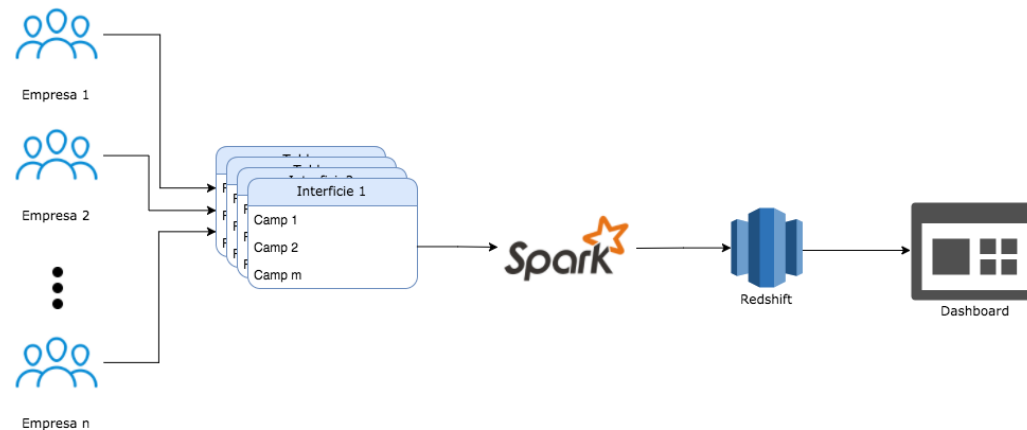 Empresa 1
Empresa 2
Empresa n
Interficie 1
Camp 1
Camp 2
Camp m
Spark
Redshift
Dashboard